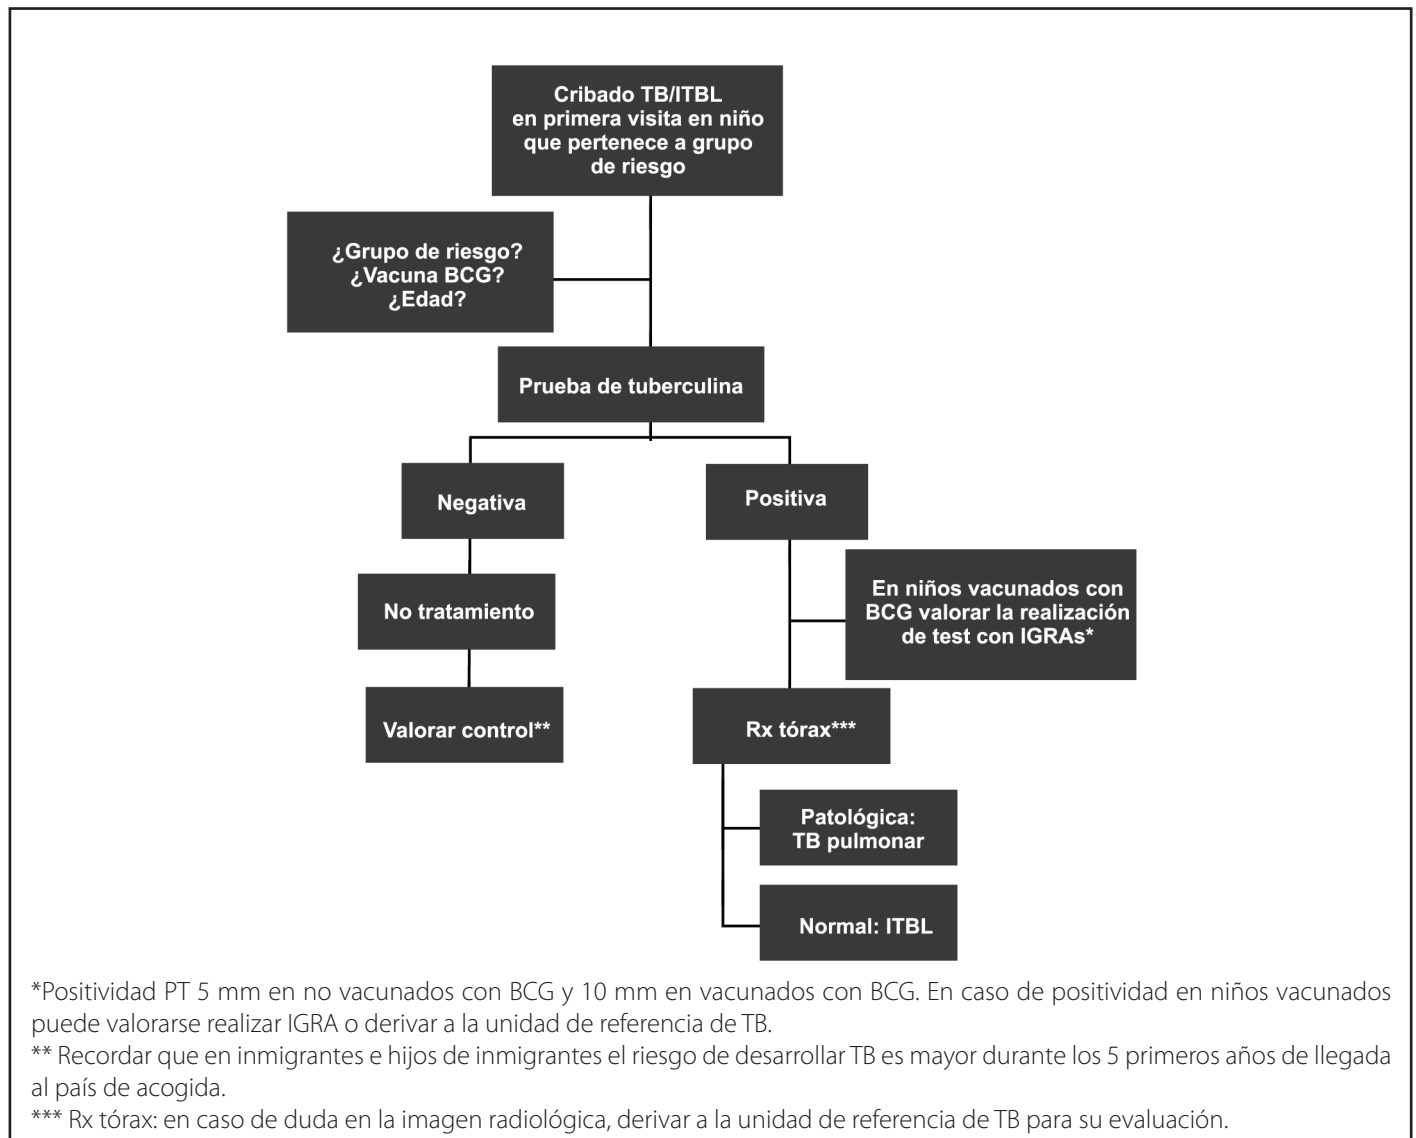 Cribado TB/ITBL
en primera visita en niño
que pertenece a grupo
de riesgo
¿Grupo de riesgo?
¿Vacuna BCG?
¿Edad?
Prueba de tuberculina
Negativa
Positiva
En niños vacunados con
BCG valorar la realización
de test con IGRAs*
No tratamiento
Valorar control**
Rx tórax***
Patológica:
TB pulmonar
Normal: ITBL
*Positividad PT 5 mm en no vacunados con BCG y 10 mm en vacunados con BCG. En caso de positividad en niños vacunados
puede valorarse realizar IGRA o derivar a la unidad de referencia de TB.
** Recordar que en inmigrantes e hijos de inmigrantes el riesgo de desarrollar TB es mayor durante los 5 primeros años de llegada
al país de acogida.
*** Rx tórax: en caso de duda en la imagen radiológica, derivar a la unidad de referencia de TB para su evaluación.